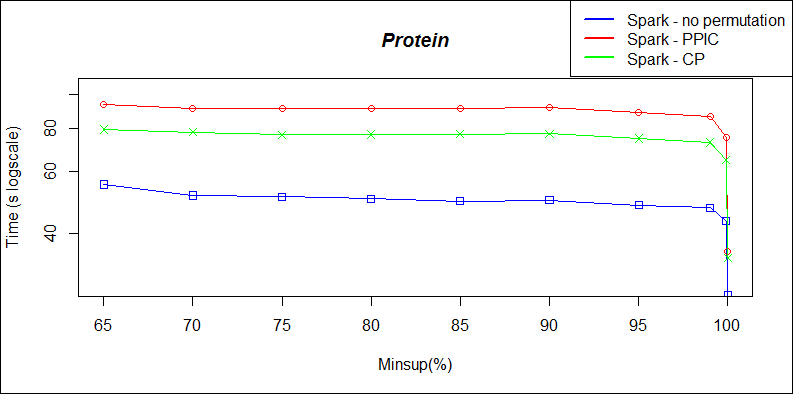 Protein
Spark - no permutation
Spark - PPIC
Spark - CP
Time (s logscale)
80
60
40
65 70 75 80 85 90 95 100
Minsup(%)